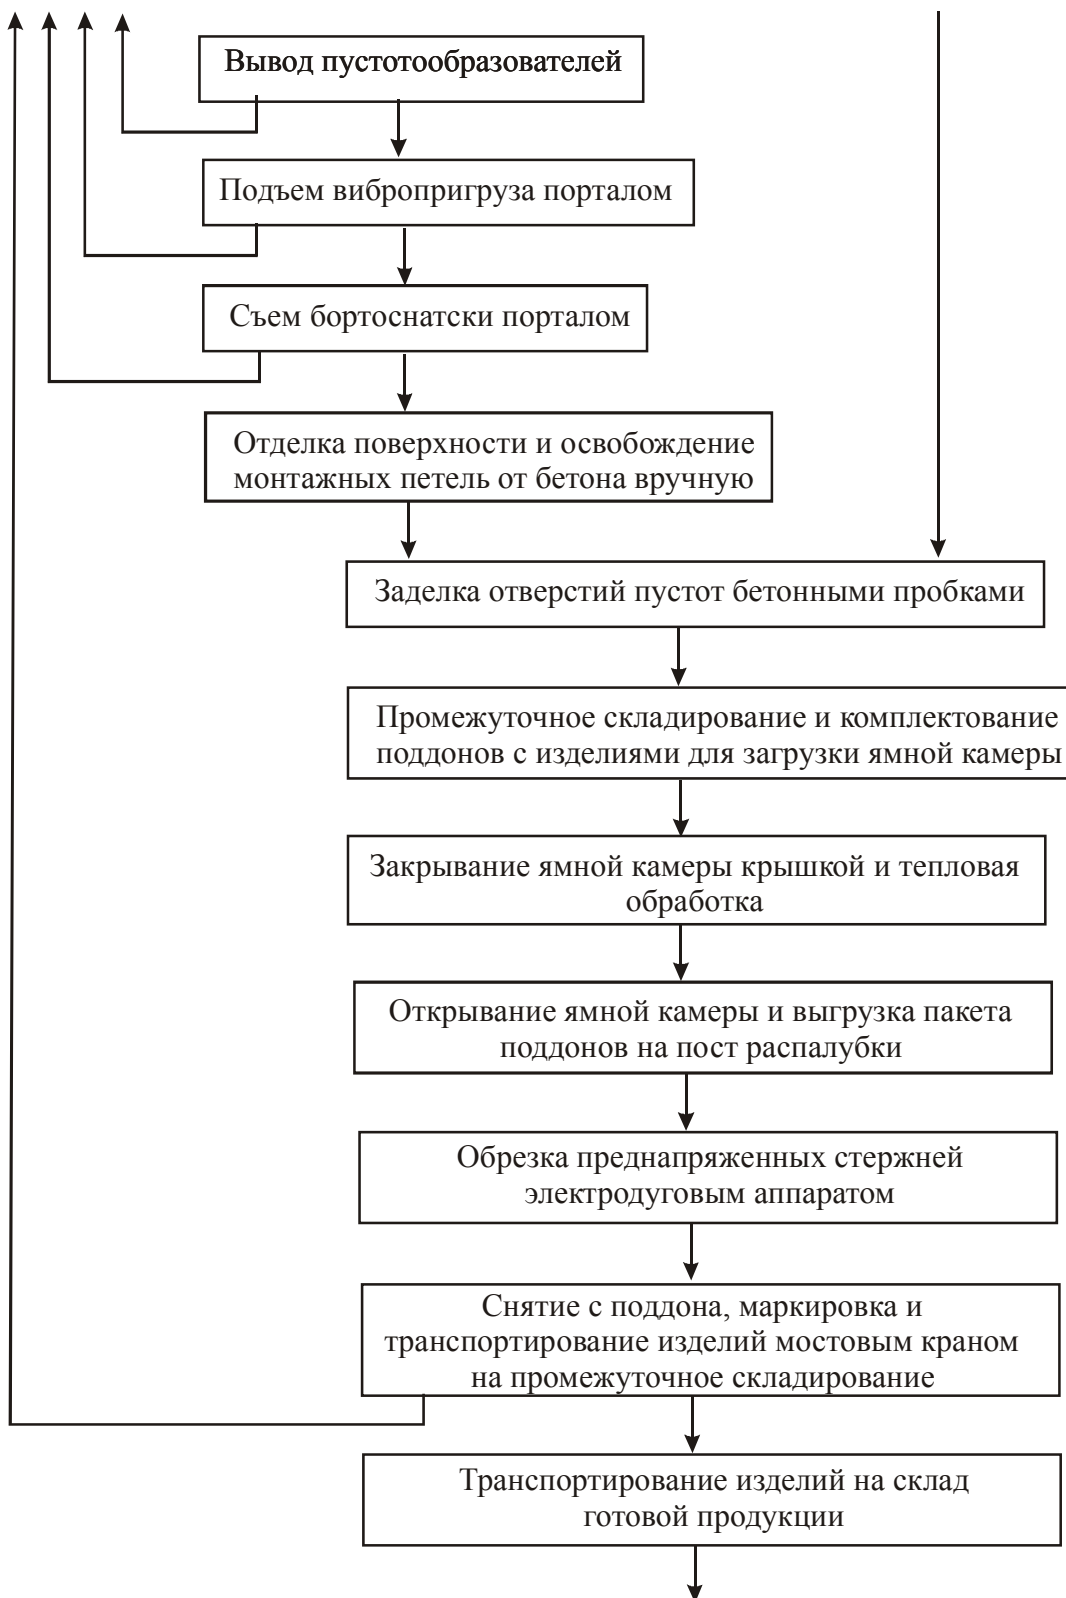 Вывод пустотообразователей
Подъем вибропригруза порталом
Съем бортоснатски порталом
Отделка поверхности и освобождение
монтажных петель от бетона вручную
Заделка отверстий пустот бетонными пробками
Промежуточное складирование и комплектование
поддонов с изделиями для загрузки ямной камеры
Закрывание ямной камеры крышкой и тепловая
обработка
Открывание ямной камеры и выгрузка пакета
поддонов на пост распалубки
Обрезка преднапряженных стержней
электродуговым аппаратом
Снятие с поддона, маркировка и
транспортирование изделий мостовым краном
на промежуточное складирование
Транспортирование изделий на склад
готовой продукции